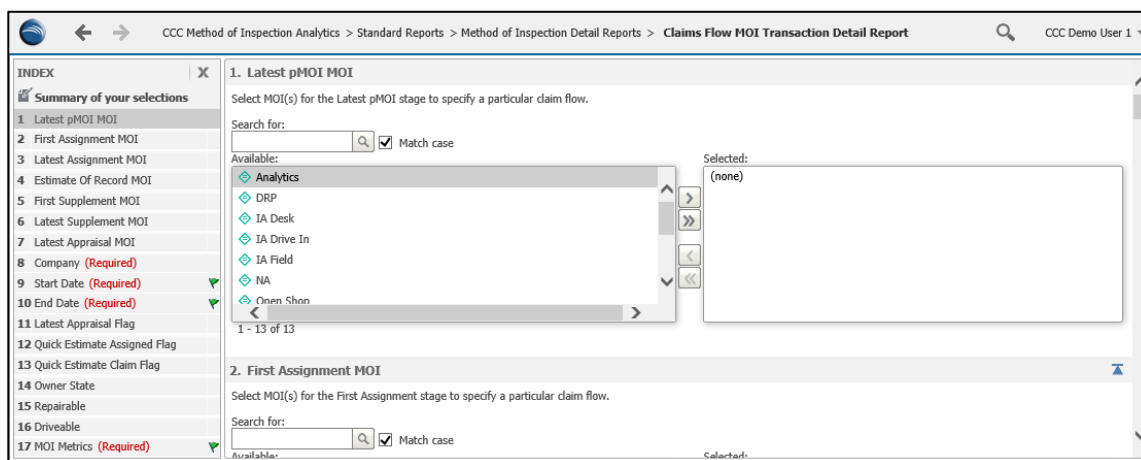 CCC Method of Inspection Analytics > Standard Reports > Method of Inspection Detail Reports > Claims Flow MOI Transaction Detail Report
CCC Demo User 1
INDEX
X
Summary of your selections
1 Latest pMOI MOI
2 First Assignment MOI
3 Latest Assignment MOI
4 Estimate Of Record MOI
5 First Supplement MOI
6 Latest Supplement MOI
7 Latest Appraisal MOI
8 Company (Required)
9 Start Date (Required)
10 End Date (Required)
11 Latest Appraisal Flag
12 Quick Estimate Assigned Flag
13 Quick Estimate Claim Flag
14 Owner State
15 Repairable
16 Driveable
17 MOI Metrics (Required)
1. Latest pMOI MOI
Select MOI(s) for the Latest pMOI stage to specify a particular claim flow.
Search for:
Match case
Available:
Analytics
DRP
IA Desk
IA Drive In
IA Field
NA
Open Shop
1 - 13 of 13
Selected:
(none)
2. First Assignment MOI
Select MOI(s) for the First Assignment stage to specify a particular claim flow.
Search for:
Match case
Available:
Selected: